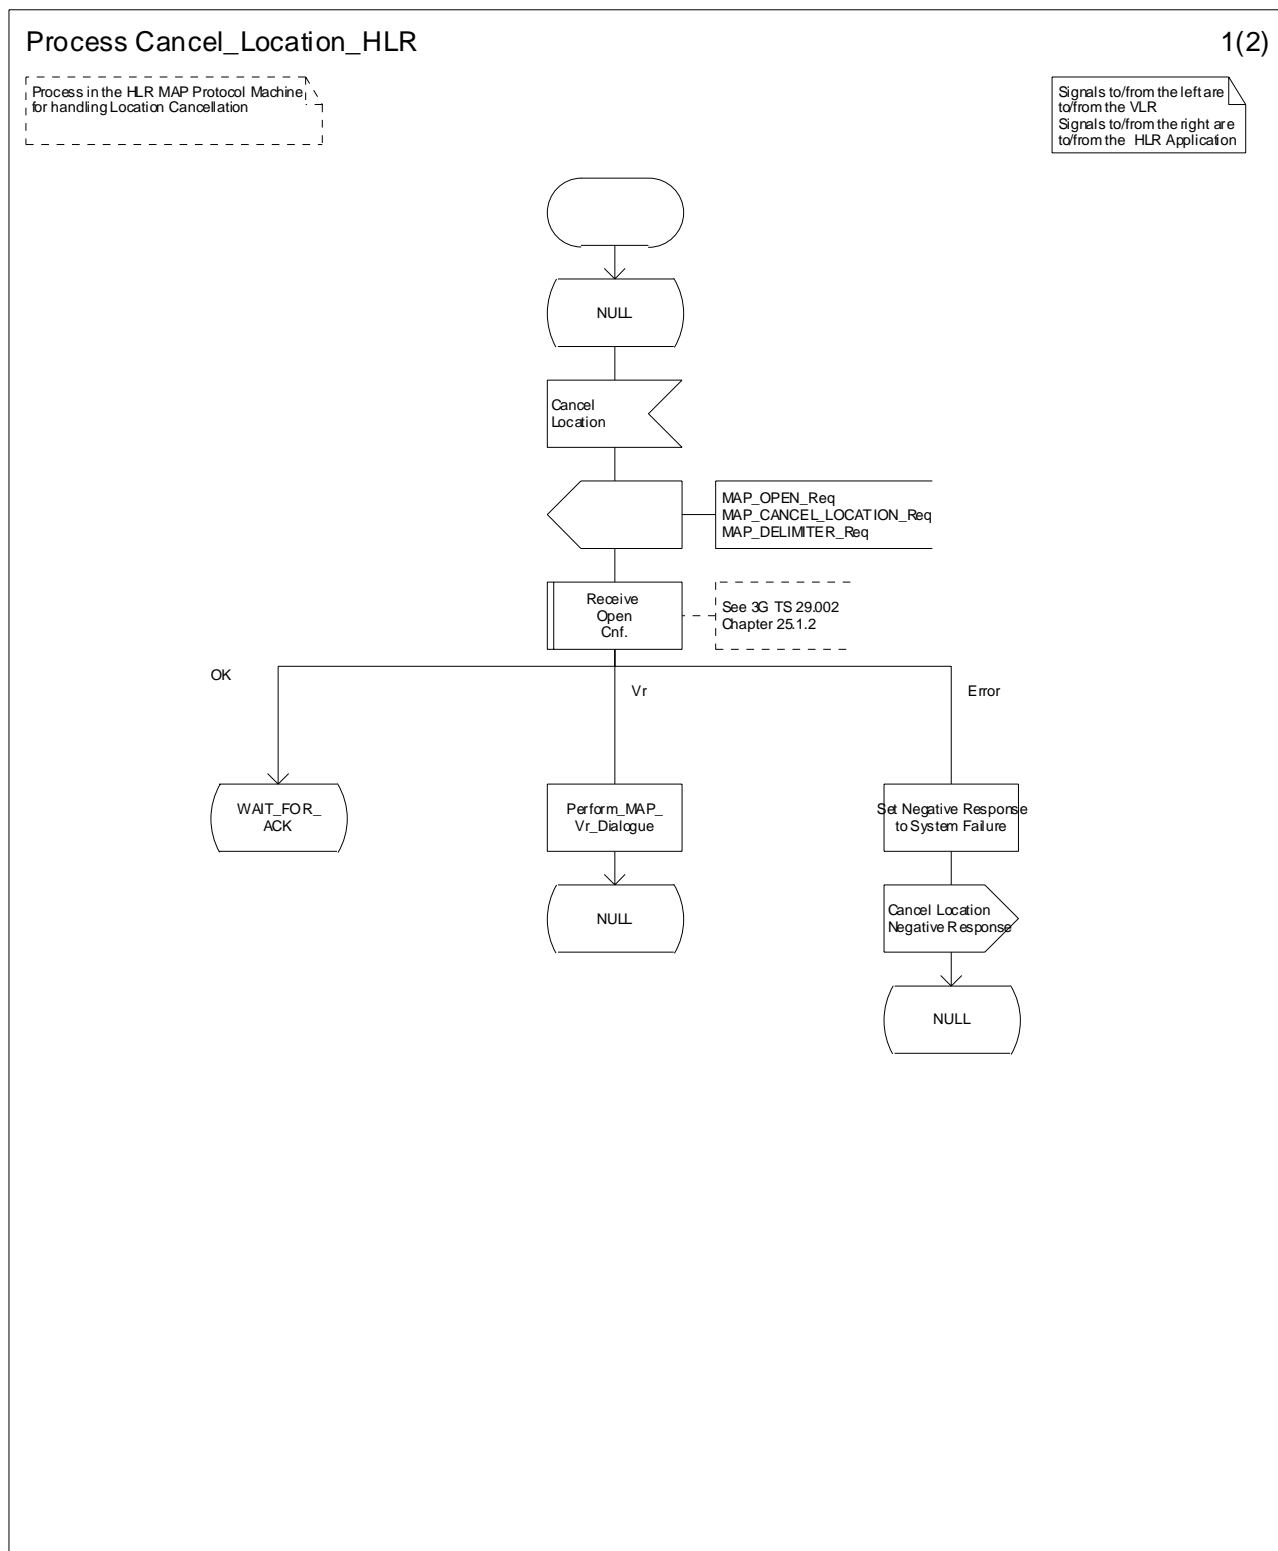 Process Cancel_Location_HLR
1(2)
Process in the HLR MAP Protocol Machine
for handling Location Cancellation
Signals to/from the left are
to/from the VLR
Signals to/from the right are
to/from the HLR Application
NULL
Cancel
Location
MAP_OPEN_Req
MAP_CANCEL_LOCATION_Req
MAP_DELIMITER_Req
Receive
Open
Cnf.
See 3G TS 29.002
Chapter 25.1.2
OK
Vr
Error
WAIT_FOR_
ACK
Perform_MAP_
Vr_Dialogue
Set Negative Response
to System Failure
NULL
Cancel Location
Negative Response
NULL